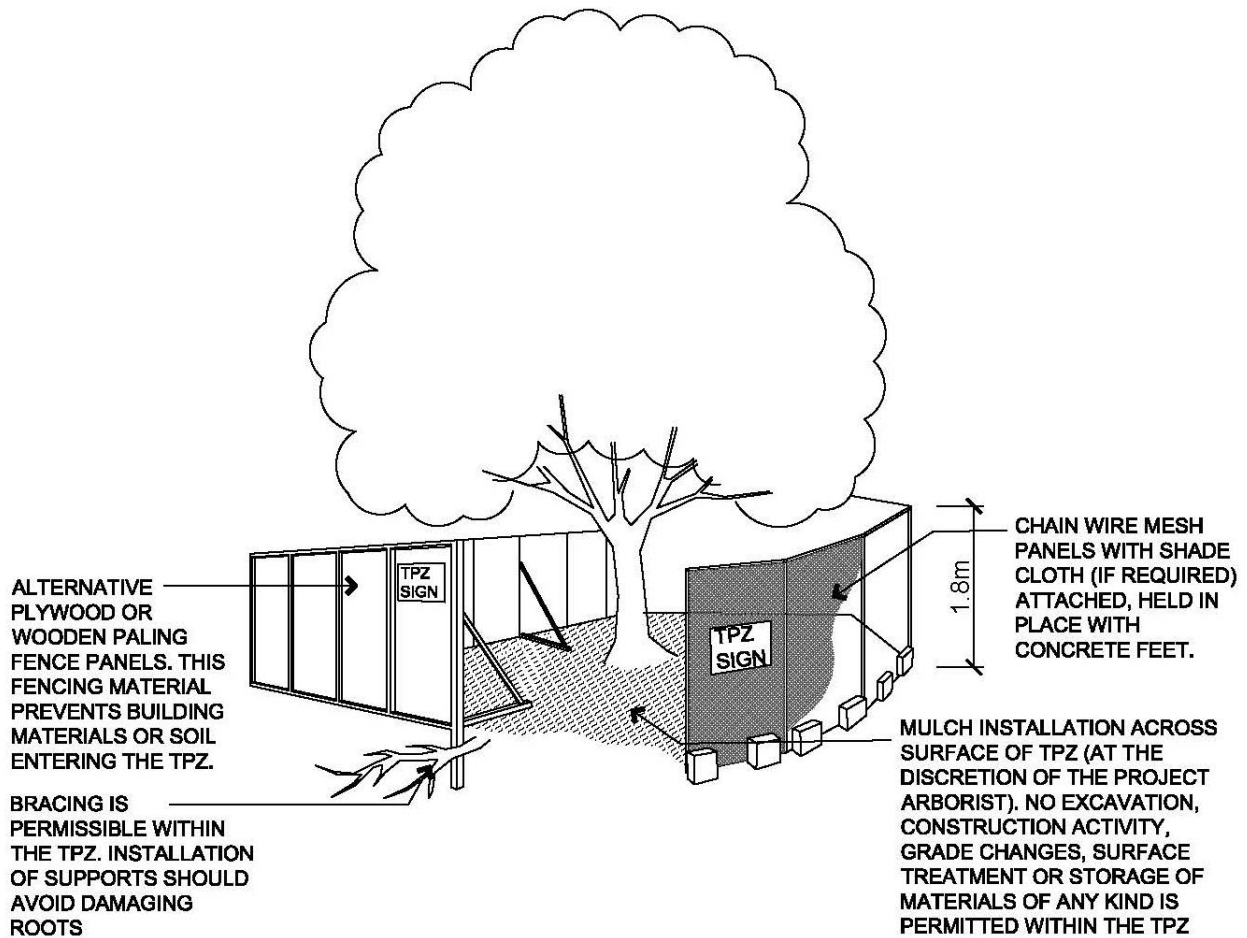 TPZ
SIGN
ALTERNATIVE
PLYWOOD OR
WOODEN PALING
FENCE PANELS. THIS
FENCING MATERIAL
PREVENTS BUILDING
MATERIALS OR SOIL
ENTERING THE TPZ.
BRACING IS
PERMISSIBLE WITHIN
THE TPZ. INSTALLATION
OF SUPPORTS SHOULD
AVOID DAMAGING
ROOTS
TPZ
SIGN
1.8m
CHAIN WIRE MESH
PANELS WITH SHADE
CLOTH (IF REQUIRED)
ATTACHED, HELD IN
PLACE WITH
CONCRETE FEET.
MULCH INSTALLATION ACROSS
SURFACE OF TPZ (AT THE
DISCRETION OF THE PROJECT
ARBORIST). NO EXCAVATION,
CONSTRUCTION ACTIVITY,
GRADE CHANGES, SURFACE
TREATMENT OR STORAGE OF
MATERIALS OF ANY KIND IS
PERMITTED WITHIN THE TPZ